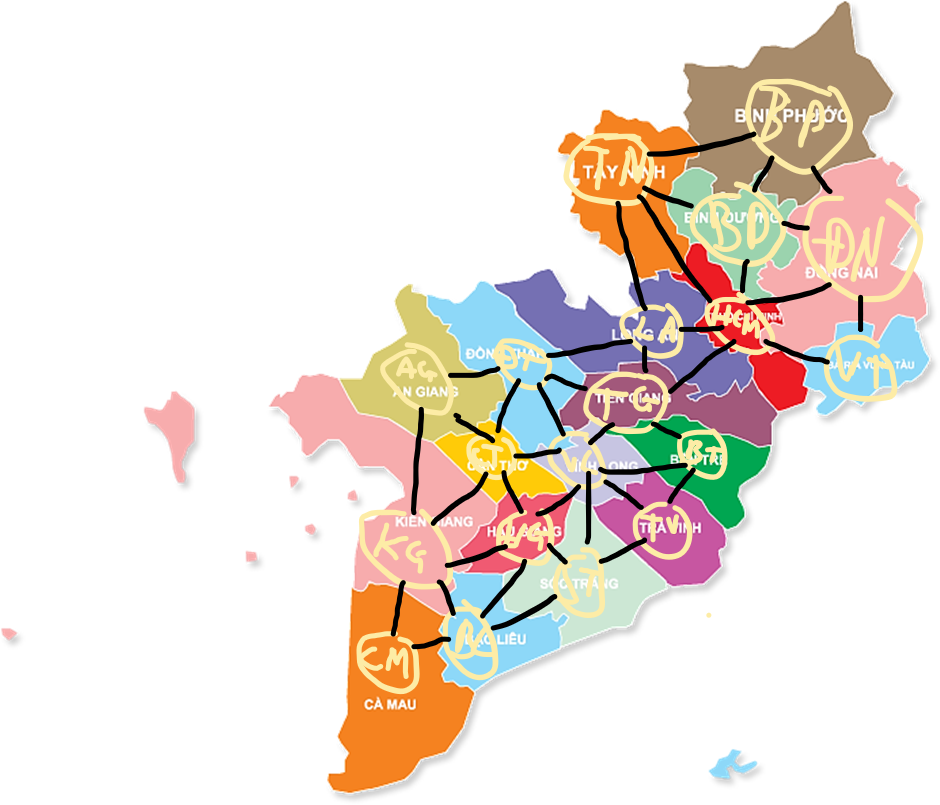 BÌNH PHƯỚC
BP
TÂY NINH
TN
BÌNH DƯƠNG
BD
ĐN
ĐỒNG NAI
LONG AN
LA
HCM
BÀ RỊA VŨNG TÀU
VT
ĐỒNG THÁP
ĐT
AG
AN GIANG
TIỀN GIANG
TG
CẦN THƠ
CT
VĨNH LONG
VL
BẾN TRE
BT
KIÊN GIANG
KG
HẬU GIANG
HG
TRÀ VINH
TV
SÓC TRĂNG
ST
BẠC LIÊU
BL
CM
CÀ MAU